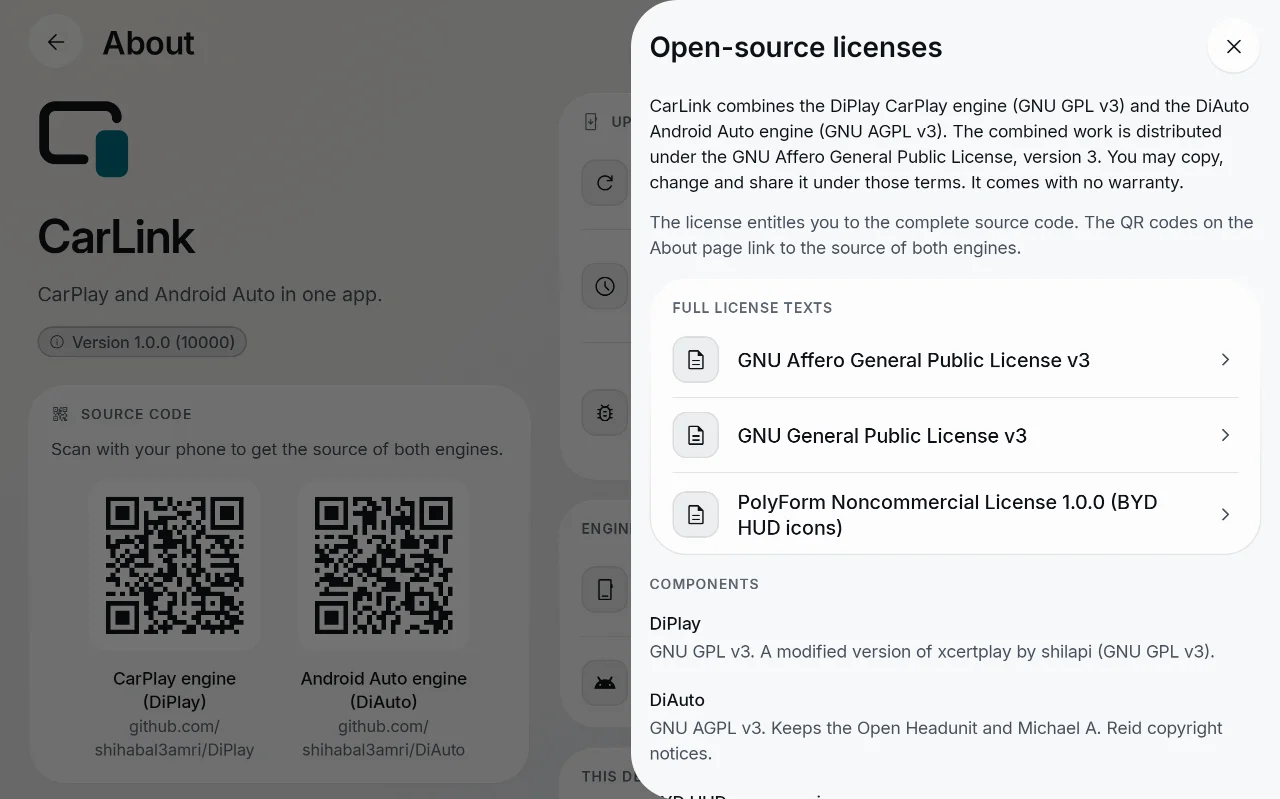 About
CarLink
CarPlay and Android Auto in one app.
Version 1.0.0 (10000)
SOURCE CODE
Scan with your phone to get the source of both engines.
CarPlay engine
(DiPlay)
github.com/
shihabal3amri/DiPlay
Android Auto engine
(DiAuto)
github.com/
shihabal3amri/DiAuto
UP
ENGIN
THIS DE
Open-source licenses
CarLink combines the DiPlay CarPlay engine (GNU GPL v3) and the DiAuto
Android Auto engine (GNU AGPL v3). The combined work is distributed
under the GNU Affero General Public License, version 3. You may copy,
change and share it under those terms. It comes with no warranty.
The license entitles you to the complete source code. The QR codes on the
About page link to the source of both engines.
FULL LICENSE TEXTS
GNU Affero General Public License v3
GNU General Public License v3
PolyForm Noncommercial License 1.0.0 (BYD
HUD icons)
COMPONENTS
DiPlay
GNU GPL v3. A modified version of xcertplay by shilapi (GNU GPL v3).
DiAuto
GNU AGPL v3. Keeps the Open Headunit and Michael A. Reid copyright
notices.